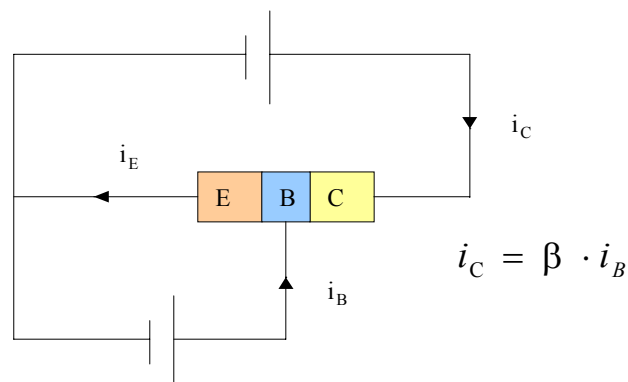 i_C
i_E
E B C
i_C = β · i_B
i_B